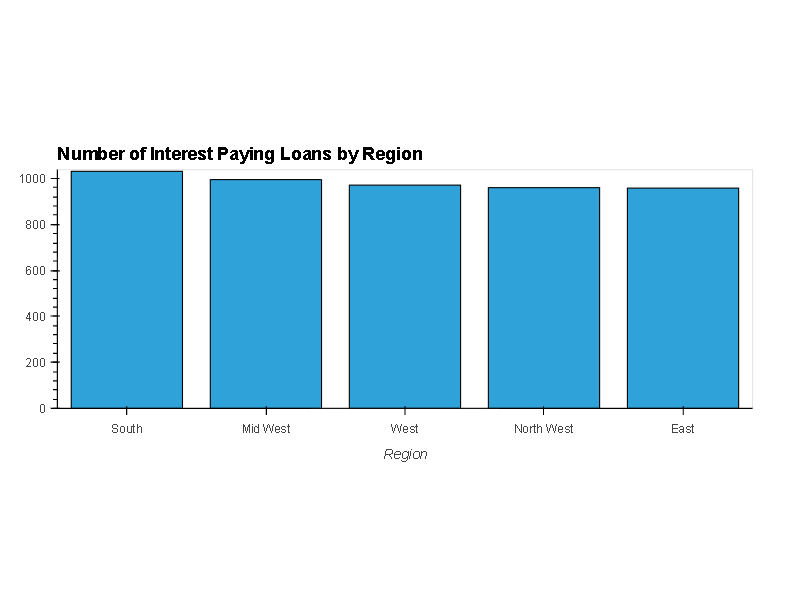 Number of Interest Paying Loans by Region
1000
800
600
400
200
0
South Mid West West North West East
Region